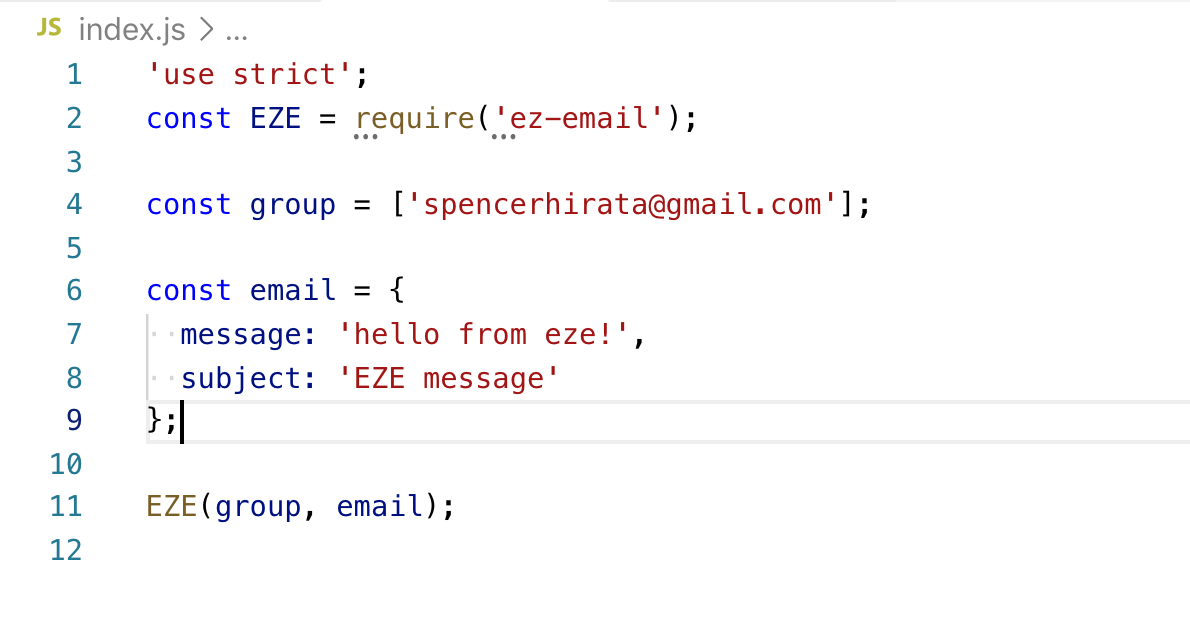 JS index.js > ...
1 'use strict';
2 const EZE = require('ez-email');
3
4 const group = ['spencerhirata@gmail.com'];
5
6 const email = {
7 message: 'hello from eze!',
8 subject: 'EZE message'
9 };
10
11 EZE(group, email);
12